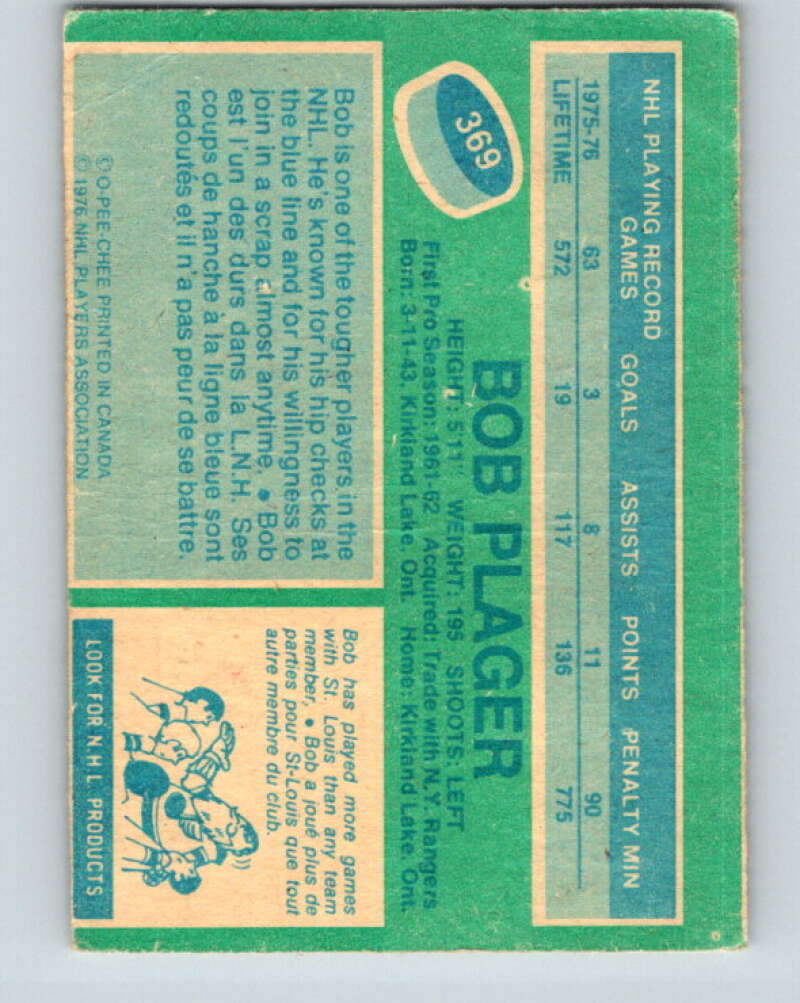 NHL PLAYING RECORD
GAMES GOALS ASSISTS POINTS PENALTY MIN
1975-76 63 3 8 11 90
LIFETIME 572 19 117 136 775
369
BOB PLAGER
HEIGHT: 5'11" WEIGHT: 195 SHOOTS: LEFT
First Pro Season: 1961-62 Acquired: Trade with N.Y. Rangers
Born: 3-11-43, Kirkland Lake, Ont. Home: Kirkland Lake, Ont.
Bob is one of the tougher players in the
NHL. He's known for his hip checks at
the blue line and for his willingness to
join in a scrap almost anytime. • Bob
est l'un des durs dans la L.N.H. Ses
coups de hanche à la ligne bleue sont
redoutés et il n'a pas peur de se battre.
© O-PEE-CHEE PRINTED IN CANADA
© 1976 NHL PLAYERS ASSOCIATION
Bob has played more games
with St. Louis than any team
member. • Bob a joué plus de
parties pour St-Louis que tout
autre membre du club.
LOOK FOR N.H.L. PRODUCTS